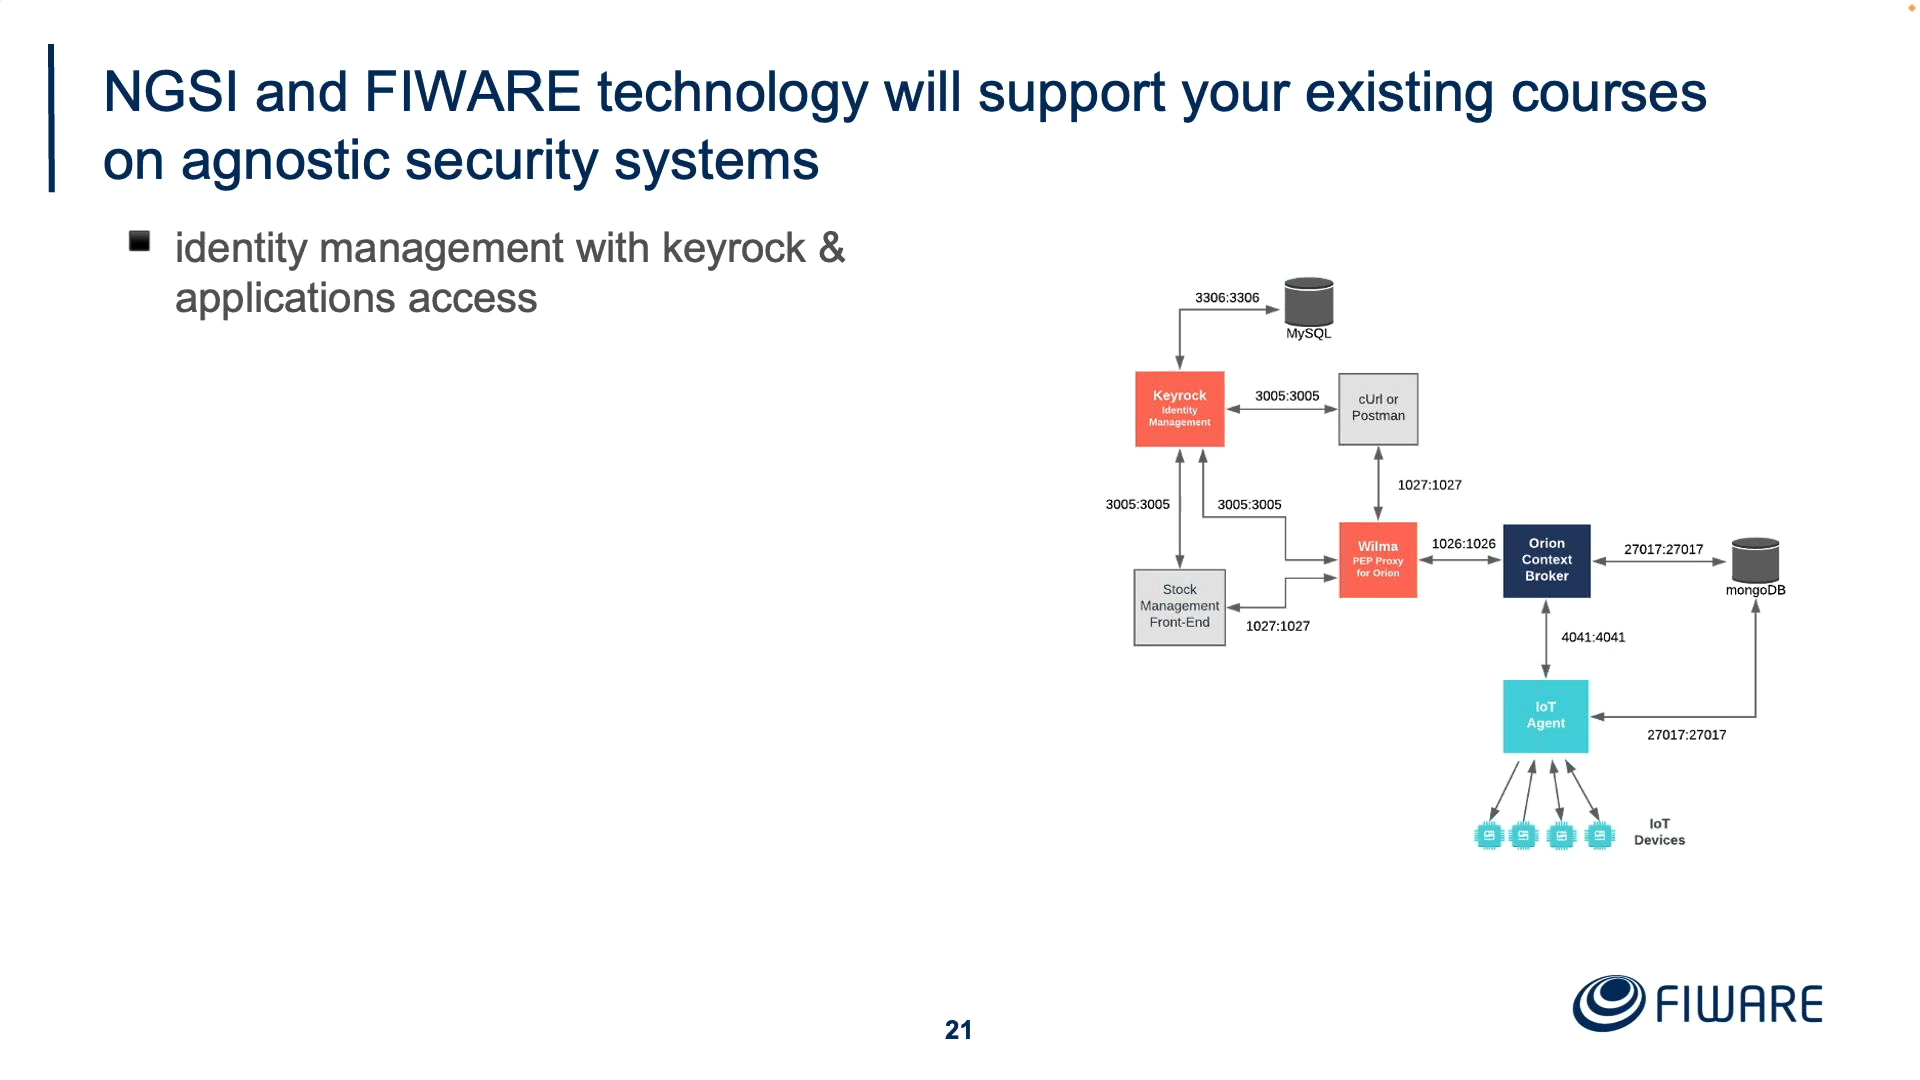 NGSI and FIWARE technology will support your existing courses
on agnostic security systems
identity management with keyrock &
applications access
3306:3306
MySQL
Keyrock
Identity
Management
3005:3005
cUrl or
Postman
1027:1027
3005:3005
3005:3005
Wilma
PEP Proxy
for Orion
1026:1026
Orion
Context
Broker
27017:27017
mongoDB
Stock
Management
Front-End
1027:1027
4041:4041
IoT
Agent
27017:27017
IoT
Devices
FIWARE
21